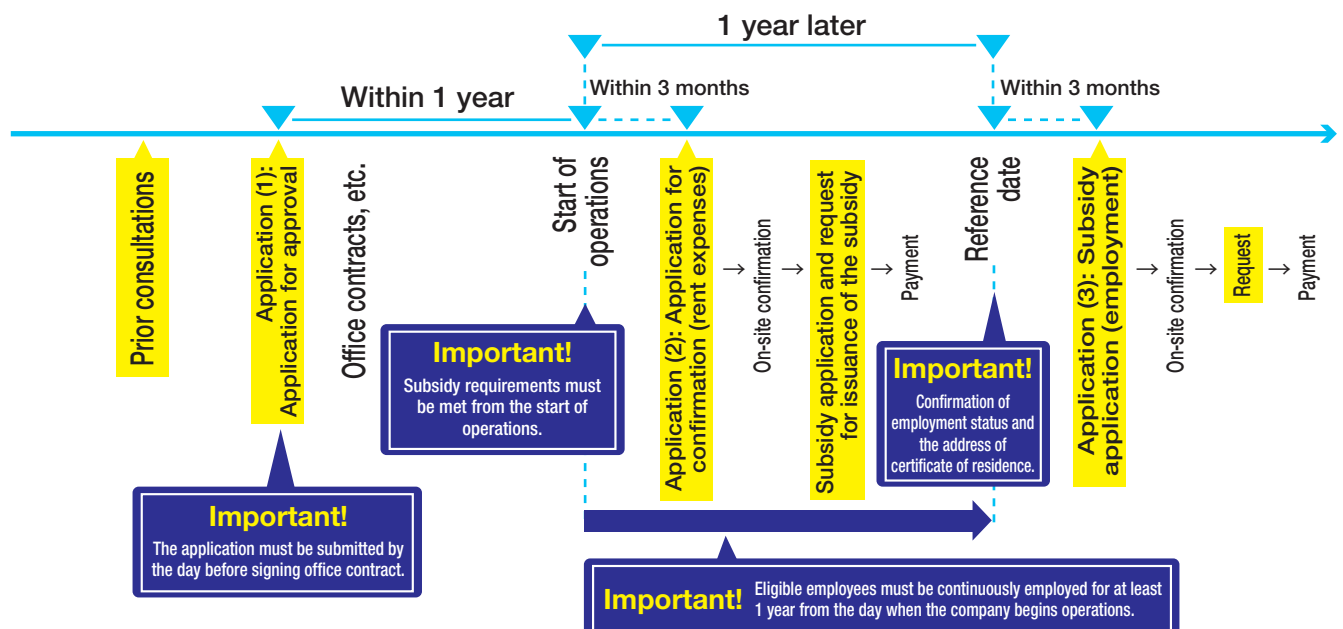 1 year later
Within 1 year
Within 3 months
Within 3 months
Prior consultations
Application (1):
Application for approval
Office contracts, etc.
Start of
operations
Application (2): Application for
confirmation (rent expenses)
→ On-site confirmation →
Subsidy application and request
for issuance of the subsidy
→ Payment
Reference
date
Application (3): Subsidy
application (employment)
→ On-site confirmation →
Request
→ Payment
Important!
Subsidy requirements must
be met from the start of
operations.
Important!
Confirmation of
employment status and
the address of
certificate of residence.
Important!
The application must be submitted by
the day before signing office contract.
Important! Eligible employees must be continuously employed for at least
1 year from the day when the company begins operations.